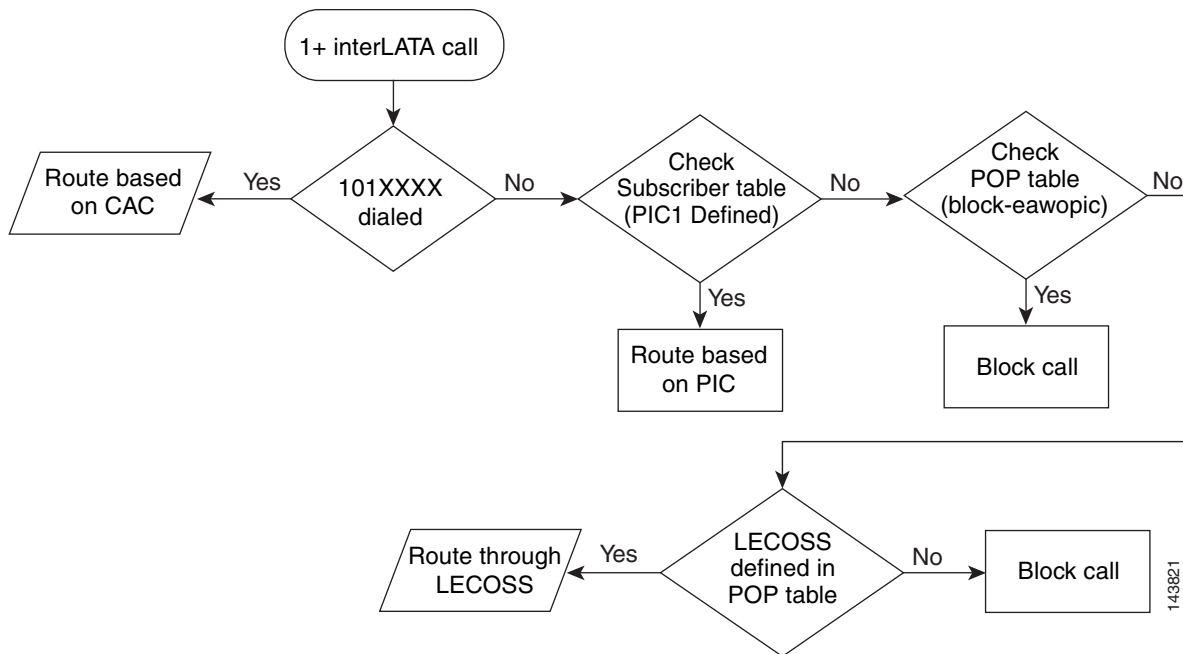 1+ interLATA call
101XXXX
dialed
Yes
Route based
on CAC
No
Check
Subscriber table
(PIC1 Defined)
No
Check
POP table
(block-eawopic)
No
Yes
Route based
on PIC
Yes
Block call
LECOSS
defined in
POP table
Yes
Route through
LECOSS
No
Block call
143821